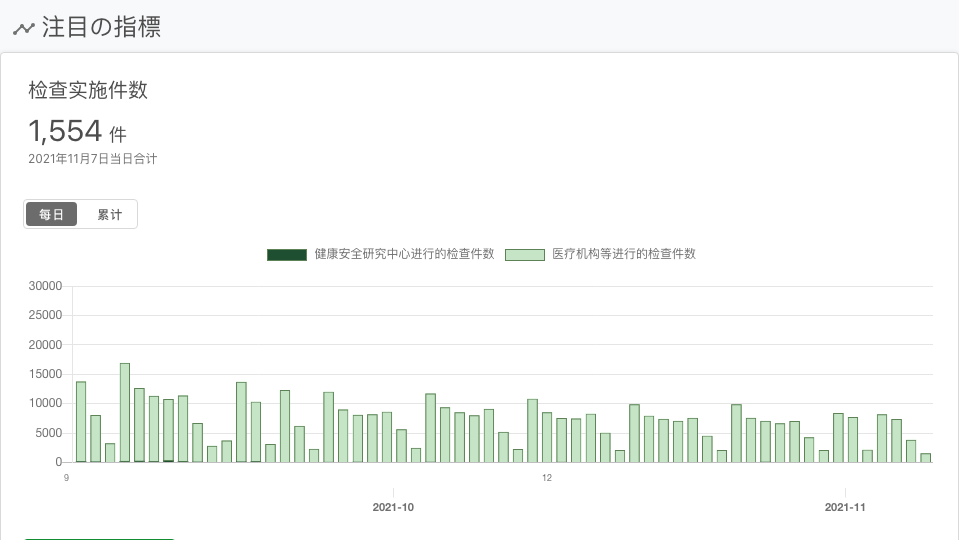 注目の指標
检查实施件数
1,554 件
2021年11月7日当日合计
每日 累计
健康安全研究中心进行的检查件数 医疗机构等进行的检查件数
30000
25000
20000
15000
10000
5000
0
9 12
2021-10 2021-11